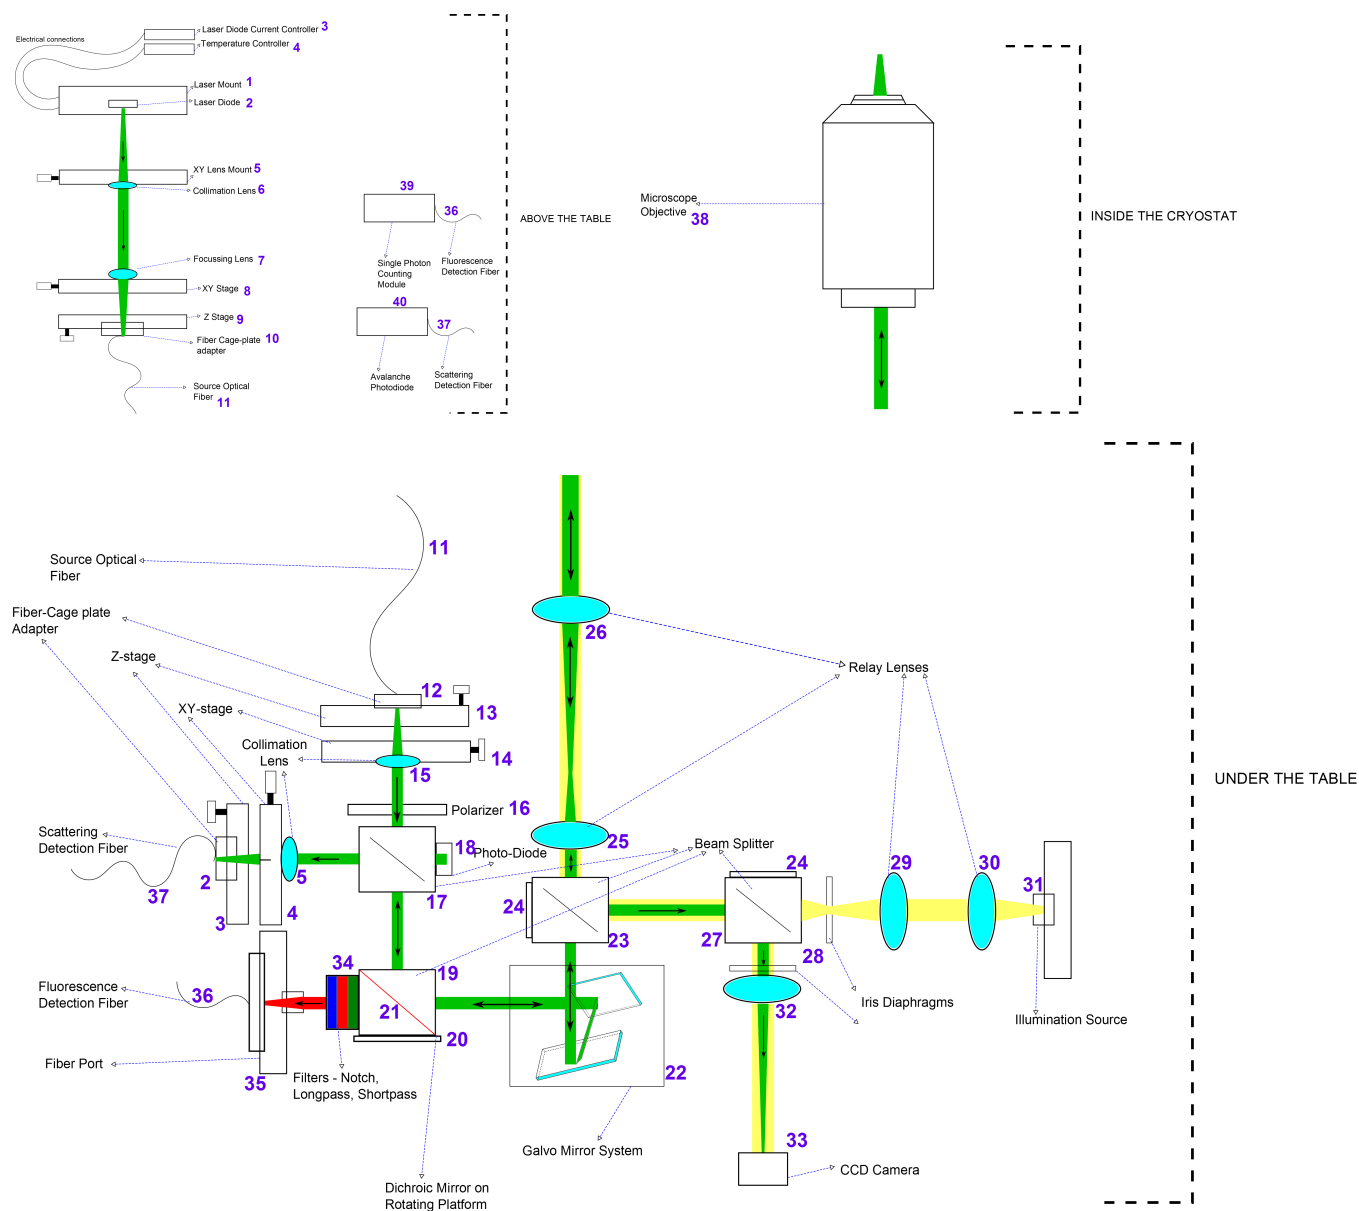 Laser Diode Current Controller 3
Electrical connections
Temperature Controller 4
Laser Mount 1
Laser Diode 2
XY Lens Mount 5
Collimation Lens 6
Focussing Lens 7
XY Stage 8
Z Stage 9
10
Fiber Cage-plate
adapter
Source Optical
Fiber 11
39
36
Single Photon
Counting
Module
Fluorescence
Detection Fiber
40
37
Avalanche
Photodiode
Scattering
Detection Fiber
ABOVE THE TABLE
Microscope
Objective 38
INSIDE THE CRYOSTAT
11
Source Optical
Fiber
Fiber-Cage plate
Adapter
Z-stage
XY-stage
Collimation
Lens
12
13
14
15
Polarizer 16
18
Photo-Diode
17
Scattering
Detection Fiber
37
2
3
4
5
26
Relay Lenses
25
Beam Splitter
24
23
24
27
28
29
30
31
UNDER THE TABLE
Iris Diaphragms
Illumination Source
32
33
CCD Camera
34
19
21
20
Fluorescence
Detection Fiber
36
Fiber Port
35
Filters - Notch,
Longpass, Shortpass
22
Galvo Mirror System
Dichroic Mirror on
Rotating Platform